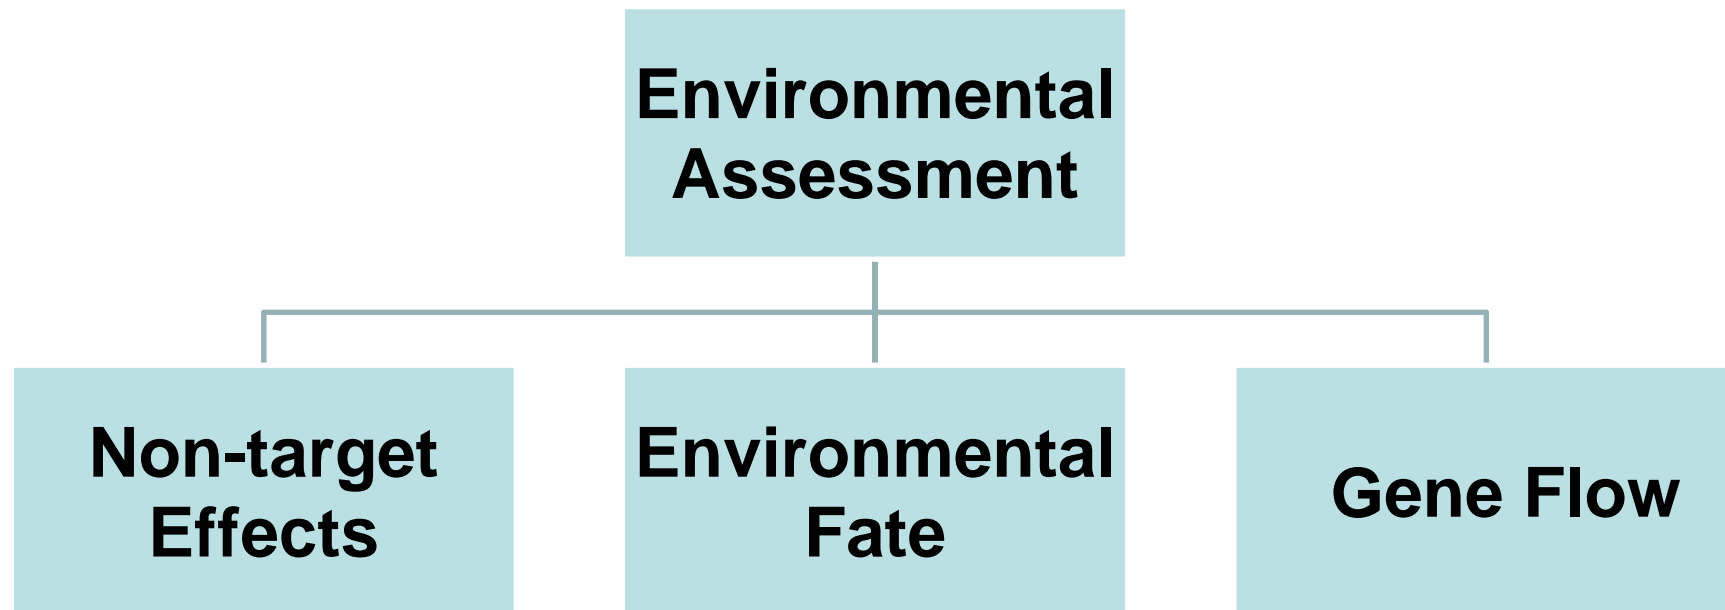 Environmental
Assessment
Non-target
Effects
Environmental
Fate
Gene Flow